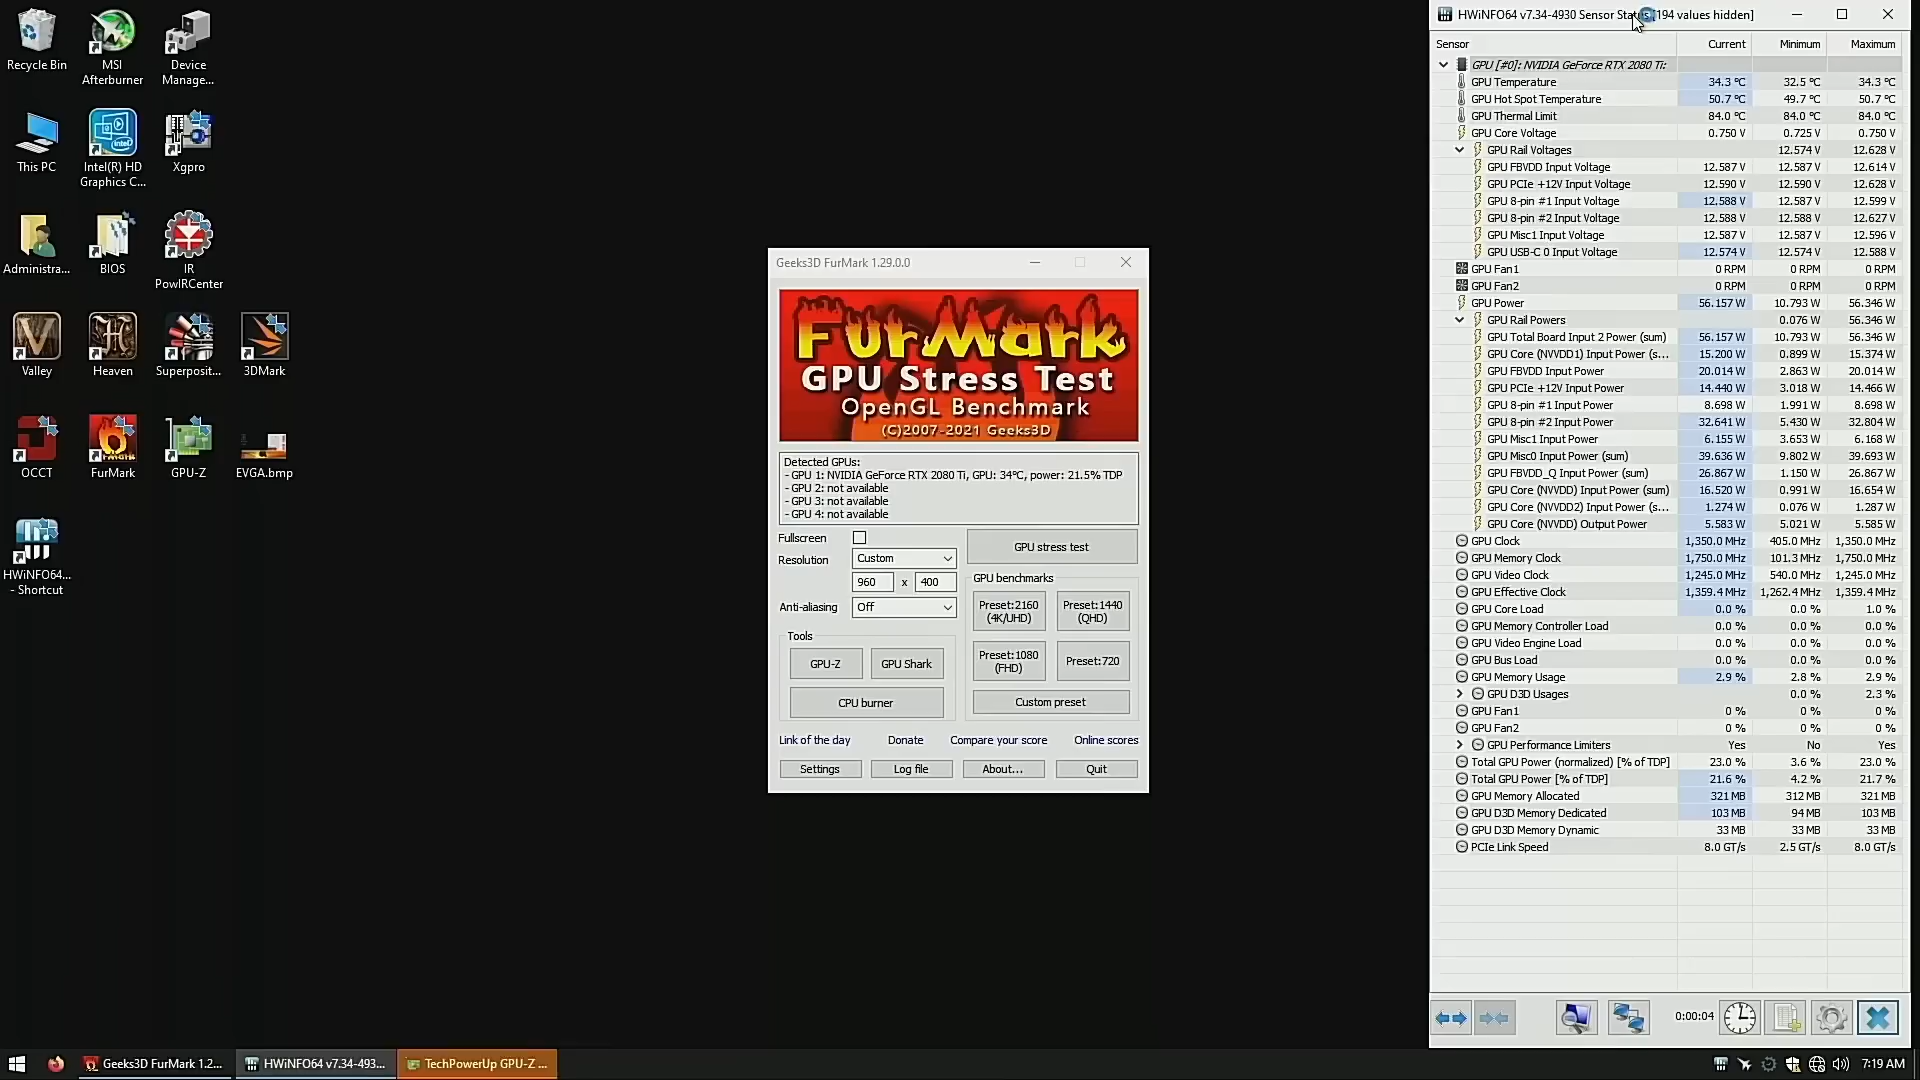 Recycle Bin
MSI
Afterburner
Device
Manage...
This PC
Intel(R) HD
Graphics C...
Xgpro
Administra...
BIOS
IR
PowIRCenter
Valley
Heaven
Superposit...
3DMark
OCCT
FurMark
GPU-Z
EVGA.bmp
HWiNFO64...
- Shortcut
Geeks3D FurMark 1.29.0.0
FurMark
GPU Stress Test
OpenGL Benchmark
(C)2007-2021 Geeks3D
Detected GPUs:
- GPU 1: NVIDIA GeForce RTX 2080 Ti, GPU: 34ºC, power: 21.5% TDP
- GPU 2: not available
- GPU 3: not available
- GPU 4: not available
Fullscreen
GPU stress test
Resolution Custom
960 x 400
GPU benchmarks
Anti-aliasing Off
Preset:2160
(4K/UHD)
Preset:1440
(QHD)
Tools
GPU-Z GPU Shark
Preset:1080
(FHD)
Preset:720
CPU burner Custom preset
Link of the day Donate Compare your score Online scores
Settings Log file About... Quit
HWiNFO64 v7.34-4930 Sensor Status [194 values hidden]
Sensor Current Minimum Maximum
GPU [#0]: NVIDIA GeForce RTX 2080 Ti:
GPU Temperature 34.3 ºC 32.5 ºC 34.3 ºC
GPU Hot Spot Temperature 50.7 ºC 49.7 ºC 50.7 ºC
GPU Thermal Limit 84.0 ºC 84.0 ºC 84.0 ºC
GPU Core Voltage 0.750 V 0.725 V 0.750 V
GPU Rail Voltages 12.574 V 12.628 V
GPU FBVDD Input Voltage 12.587 V 12.587 V 12.614 V
GPU PCIe +12V Input Voltage 12.590 V 12.590 V 12.628 V
GPU 8-pin #1 Input Voltage 12.588 V 12.587 V 12.599 V
GPU 8-pin #2 Input Voltage 12.588 V 12.588 V 12.627 V
GPU Misc1 Input Voltage 12.587 V 12.587 V 12.596 V
GPU USB-C 0 Input Voltage 12.574 V 12.574 V 12.588 V
GPU Fan1 0 RPM 0 RPM 0 RPM
GPU Fan2 0 RPM 0 RPM 0 RPM
GPU Power 56.157 W 10.793 W 56.346 W
GPU Rail Powers 0.076 W 56.346 W
GPU Total Board Input 2 Power (sum) 56.157 W 10.793 W 56.346 W
GPU Core (NVVDD1) Input Power (s... 15.200 W 0.899 W 15.374 W
GPU FBVDD Input Power 20.014 W 2.863 W 20.014 W
GPU PCIe +12V Input Power 14.440 W 3.018 W 14.466 W
GPU 8-pin #1 Input Power 8.698 W 1.991 W 8.698 W
GPU 8-pin #2 Input Power 32.641 W 5.430 W 32.804 W
GPU Misc1 Input Power 6.155 W 3.653 W 6.168 W
GPU Misc0 Input Power (sum) 39.636 W 9.802 W 39.693 W
GPU FBVDD_Q Input Power (sum) 26.867 W 1.150 W 26.867 W
GPU Core (NVVDD) Input Power (sum) 16.520 W 0.991 W 16.654 W
GPU Core (NVVDD2) Input Power (s... 1.274 W 0.076 W 1.287 W
GPU Core (NVVDD) Output Power 5.583 W 5.021 W 5.585 W
GPU Clock 1,350.0 MHz 405.0 MHz 1,350.0 MHz
GPU Memory Clock 1,750.0 MHz 101.3 MHz 1,750.0 MHz
GPU Video Clock 1,245.0 MHz 540.0 MHz 1,245.0 MHz
GPU Effective Clock 1,359.4 MHz 1,262.4 MHz 1,359.4 MHz
GPU Core Load 0.0 % 0.0 % 1.0 %
GPU Memory Controller Load 0.0 % 0.0 % 0.0 %
GPU Video Engine Load 0.0 % 0.0 % 0.0 %
GPU Bus Load 0.0 % 0.0 % 0.0 %
GPU Memory Usage 2.9 % 2.8 % 2.9 %
GPU D3D Usages 0.0 % 2.3 %
GPU Fan1 0 % 0 % 0 %
GPU Fan2 0 % 0 % 0 %
GPU Performance Limiters Yes No Yes
Total GPU Power (normalized) [% of TDP] 23.0 % 3.6 % 23.0 %
Total GPU Power [% of TDP] 21.6 % 4.2 % 21.7 %
GPU Memory Allocated 321 MB 312 MB 321 MB
GPU D3D Memory Dedicated 103 MB 94 MB 103 MB
GPU D3D Memory Dynamic 33 MB 33 MB 33 MB
PCIe Link Speed 8.0 GT/s 2.5 GT/s 8.0 GT/s
0:00:04
Geeks3D FurMark 1.2... HWiNFO64 v7.34-493... TechPowerUp GPU-Z ... 7:19 AM